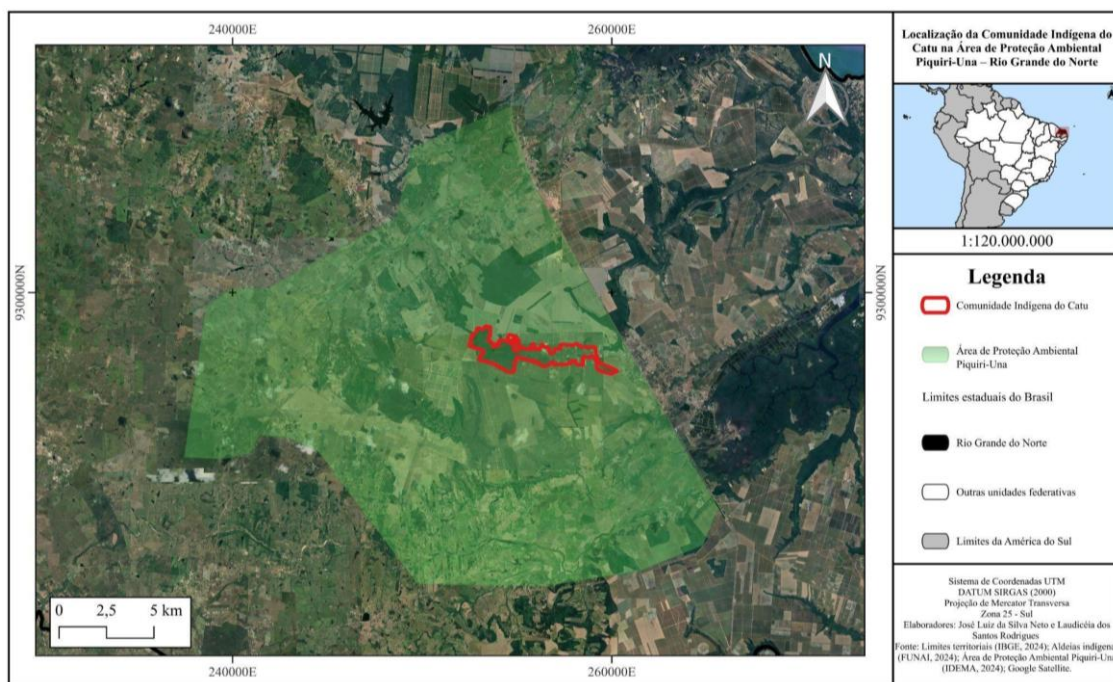 240000E
260000E
N
9300000N
9300000N
0 2,5 5 km
240000E
260000E
Localização da Comunidade Indígena do
Catu na Área de Proteção Ambiental
Piquiri-Una – Rio Grande do Norte
1:120.000.000
Legenda
Comunidade Indígena do Catu
Área de Proteção Ambiental
Piquiri-Una
Limites estaduais do Brasil
Rio Grande do Norte
Outras unidades federativas
Limites da América do Sul
Sistema de Coordenadas UTM
DATUM SIRGAS (2000)
Projeção de Mercator Transversa
Zona 25 - Sul
Elaboradores: José Luiz da Silva Neto e Laudicéia dos
Santos Rodrigues
Fonte: Limites territoriais (IBGE, 2024); Aldeias indígena
(FUNAI, 2024); Área de Proteção Ambiental Piquiri-Una
(IDEMA, 2024); Google Satellite.